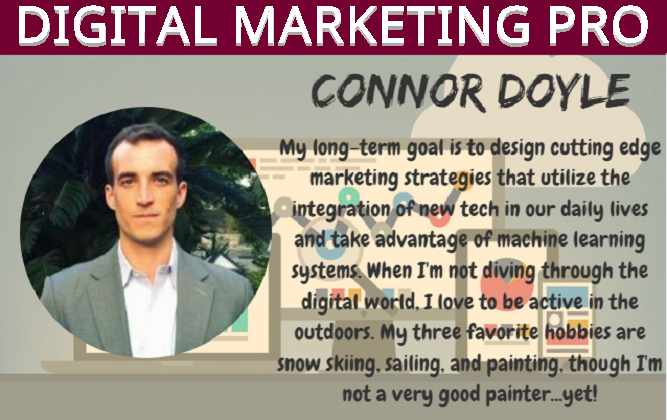 DIGITAL MARKETING PRO
CONNOR DOYLE
My long-term goal is to design cutting edge
marketing strategies that utilize the
integration of new tech in our daily lives
and take advantage of machine learning
systems. When I'm not diving through the
digital world, I love to be active in the
outdoors. My three favorite hobbies are
snow skiing, sailing, and painting, though I'm
not a very good painter...yet!